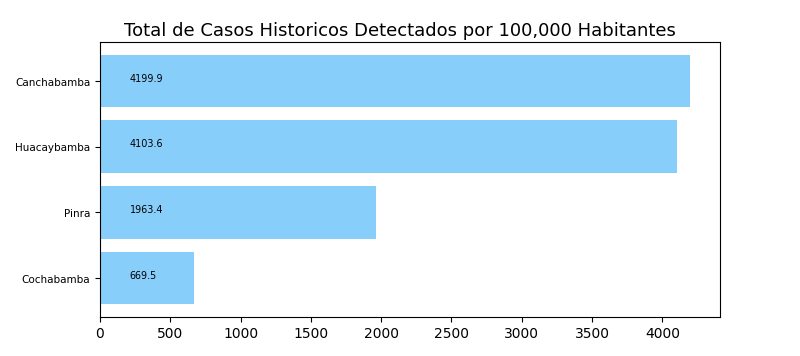 Total de Casos Historicos Detectados por 100,000 Habitantes
Canchabamba 4199.9
Huacaybamba 4103.6
Pinra 1963.4
Cochabamba 669.5
0 500 1000 1500 2000 2500 3000 3500 4000